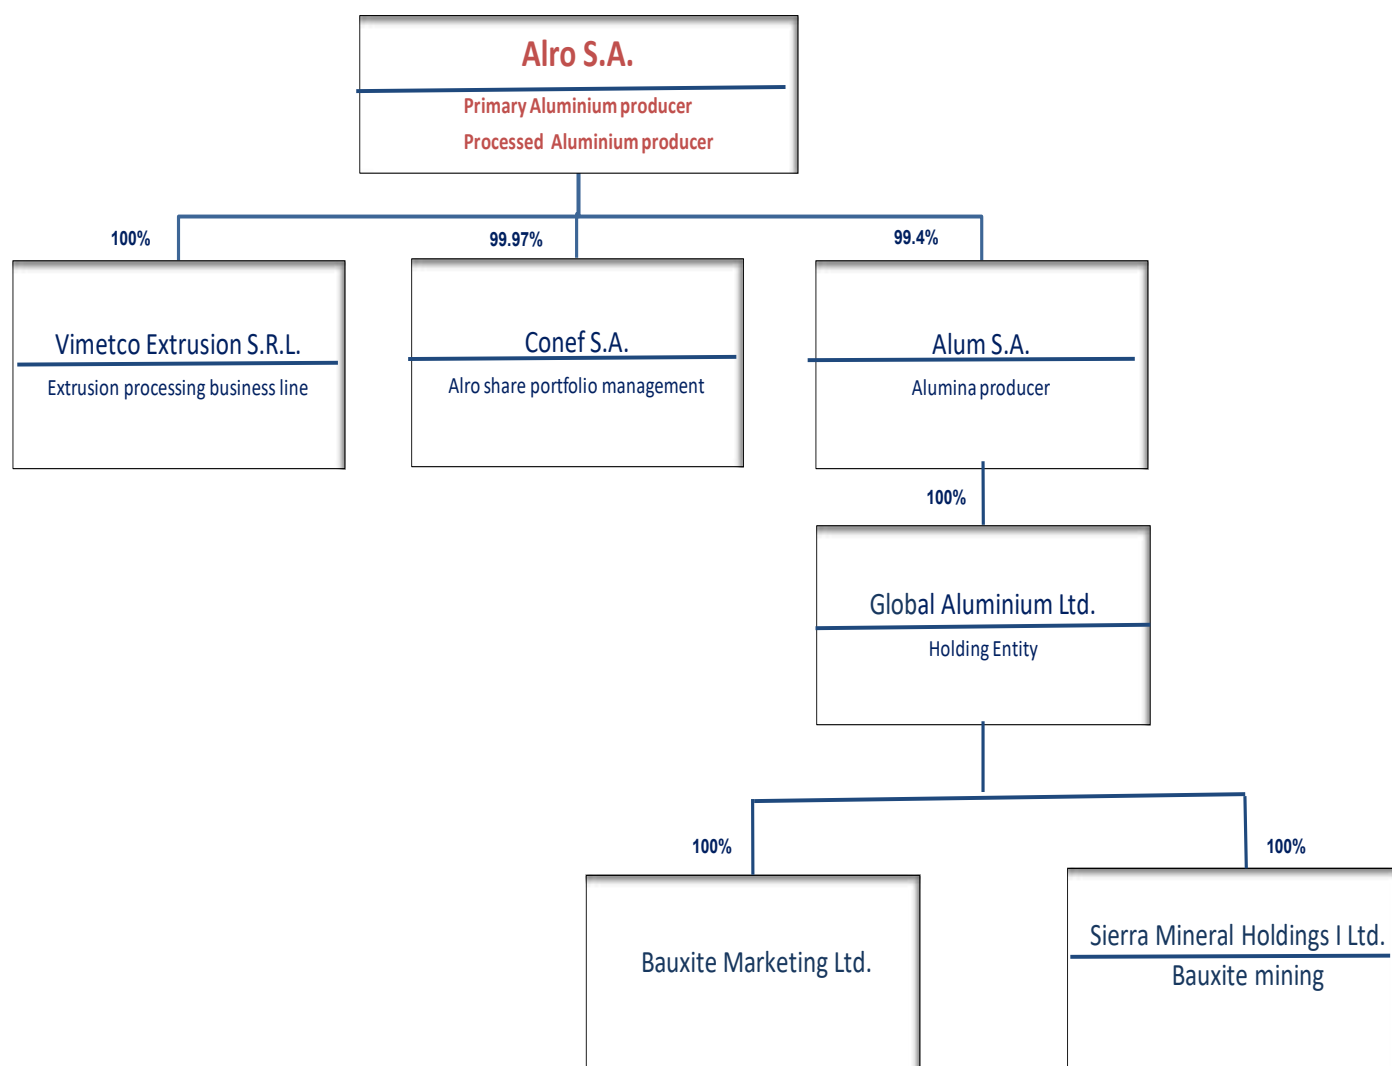 Alro S.A.
Primary Aluminium producer
Processed Aluminium producer
100%
99.97%
99.4%
Vimetco Extrusion S.R.L.
Extrusion processing business line
Conef S.A.
Alro share portfolio management
Alum S.A.
Alumina producer
100%
Global Aluminium Ltd.
Holding Entity
100%
100%
Bauxite Marketing Ltd.
Sierra Mineral Holdings I Ltd.
Bauxite mining